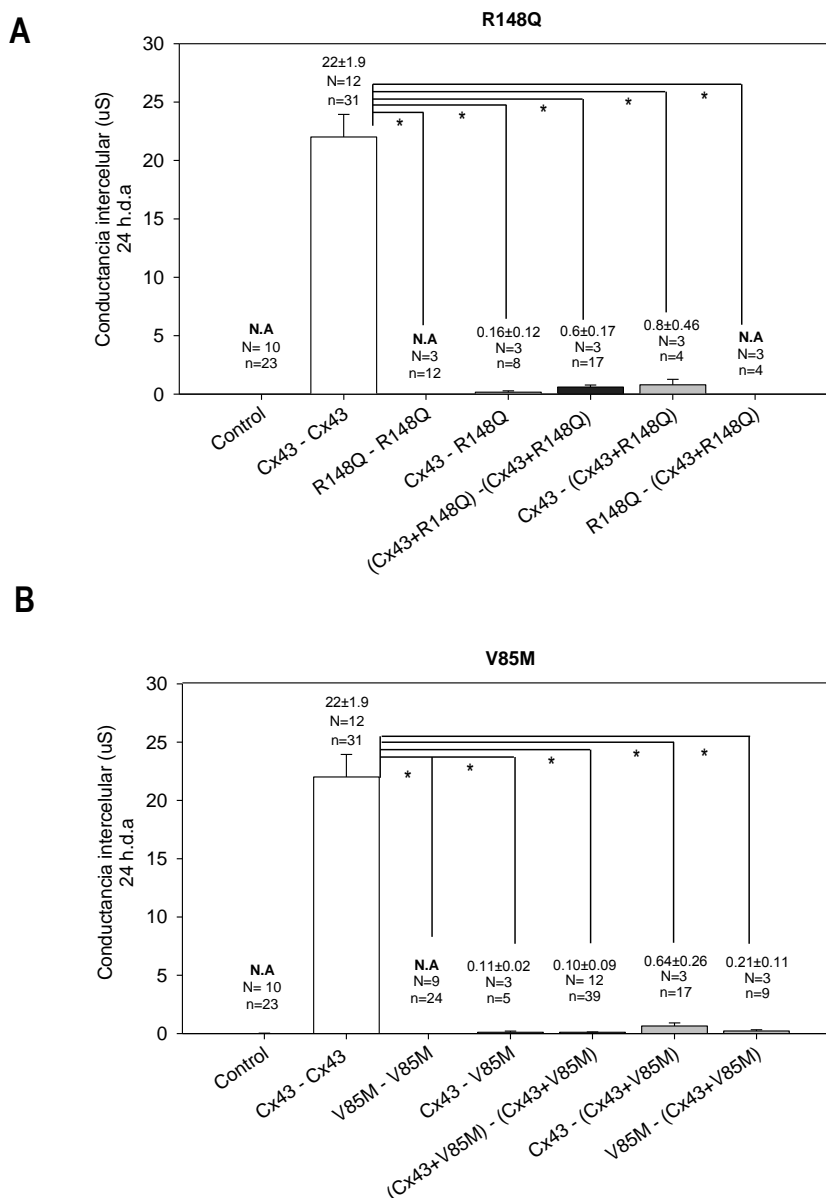 A
R148Q
Conductancia intercelular (uS)
24 h.d.a
30
25
20
15
10
5
0
N.A
N= 10
n=23
22±1.9
N=12
n=31
N.A
N=3
n=12
0.16±0.12
N=3
n=8
0.6±0.17
N=3
n=17
0.8±0.46
N=3
n=4
N.A
N=3
n=4
* * * * *
Control
Cx43 - Cx43
R148Q - R148Q
Cx43 - R148Q
(Cx43+R148Q) -(Cx43+R148Q)
Cx43 - (Cx43+R148Q)
R148Q - (Cx43+R148Q)
B
V85M
Conductancia intercelular (uS)
24 h.d.a
30
25
20
15
10
5
0
N.A
N= 10
n=23
22±1.9
N=12
n=31
N.A
N=9
n=24
0.11±0.02
N=3
n=5
0.10±0.09
N= 12
n=39
0.64±0.26
N=3
n=17
0.21±0.11
N=3
n=9
* * * * *
Control
Cx43 - Cx43
V85M - V85M
Cx43 - V85M
(Cx43+V85M) - (Cx43+V85M)
Cx43 - (Cx43+V85M)
V85M - (Cx43+V85M)